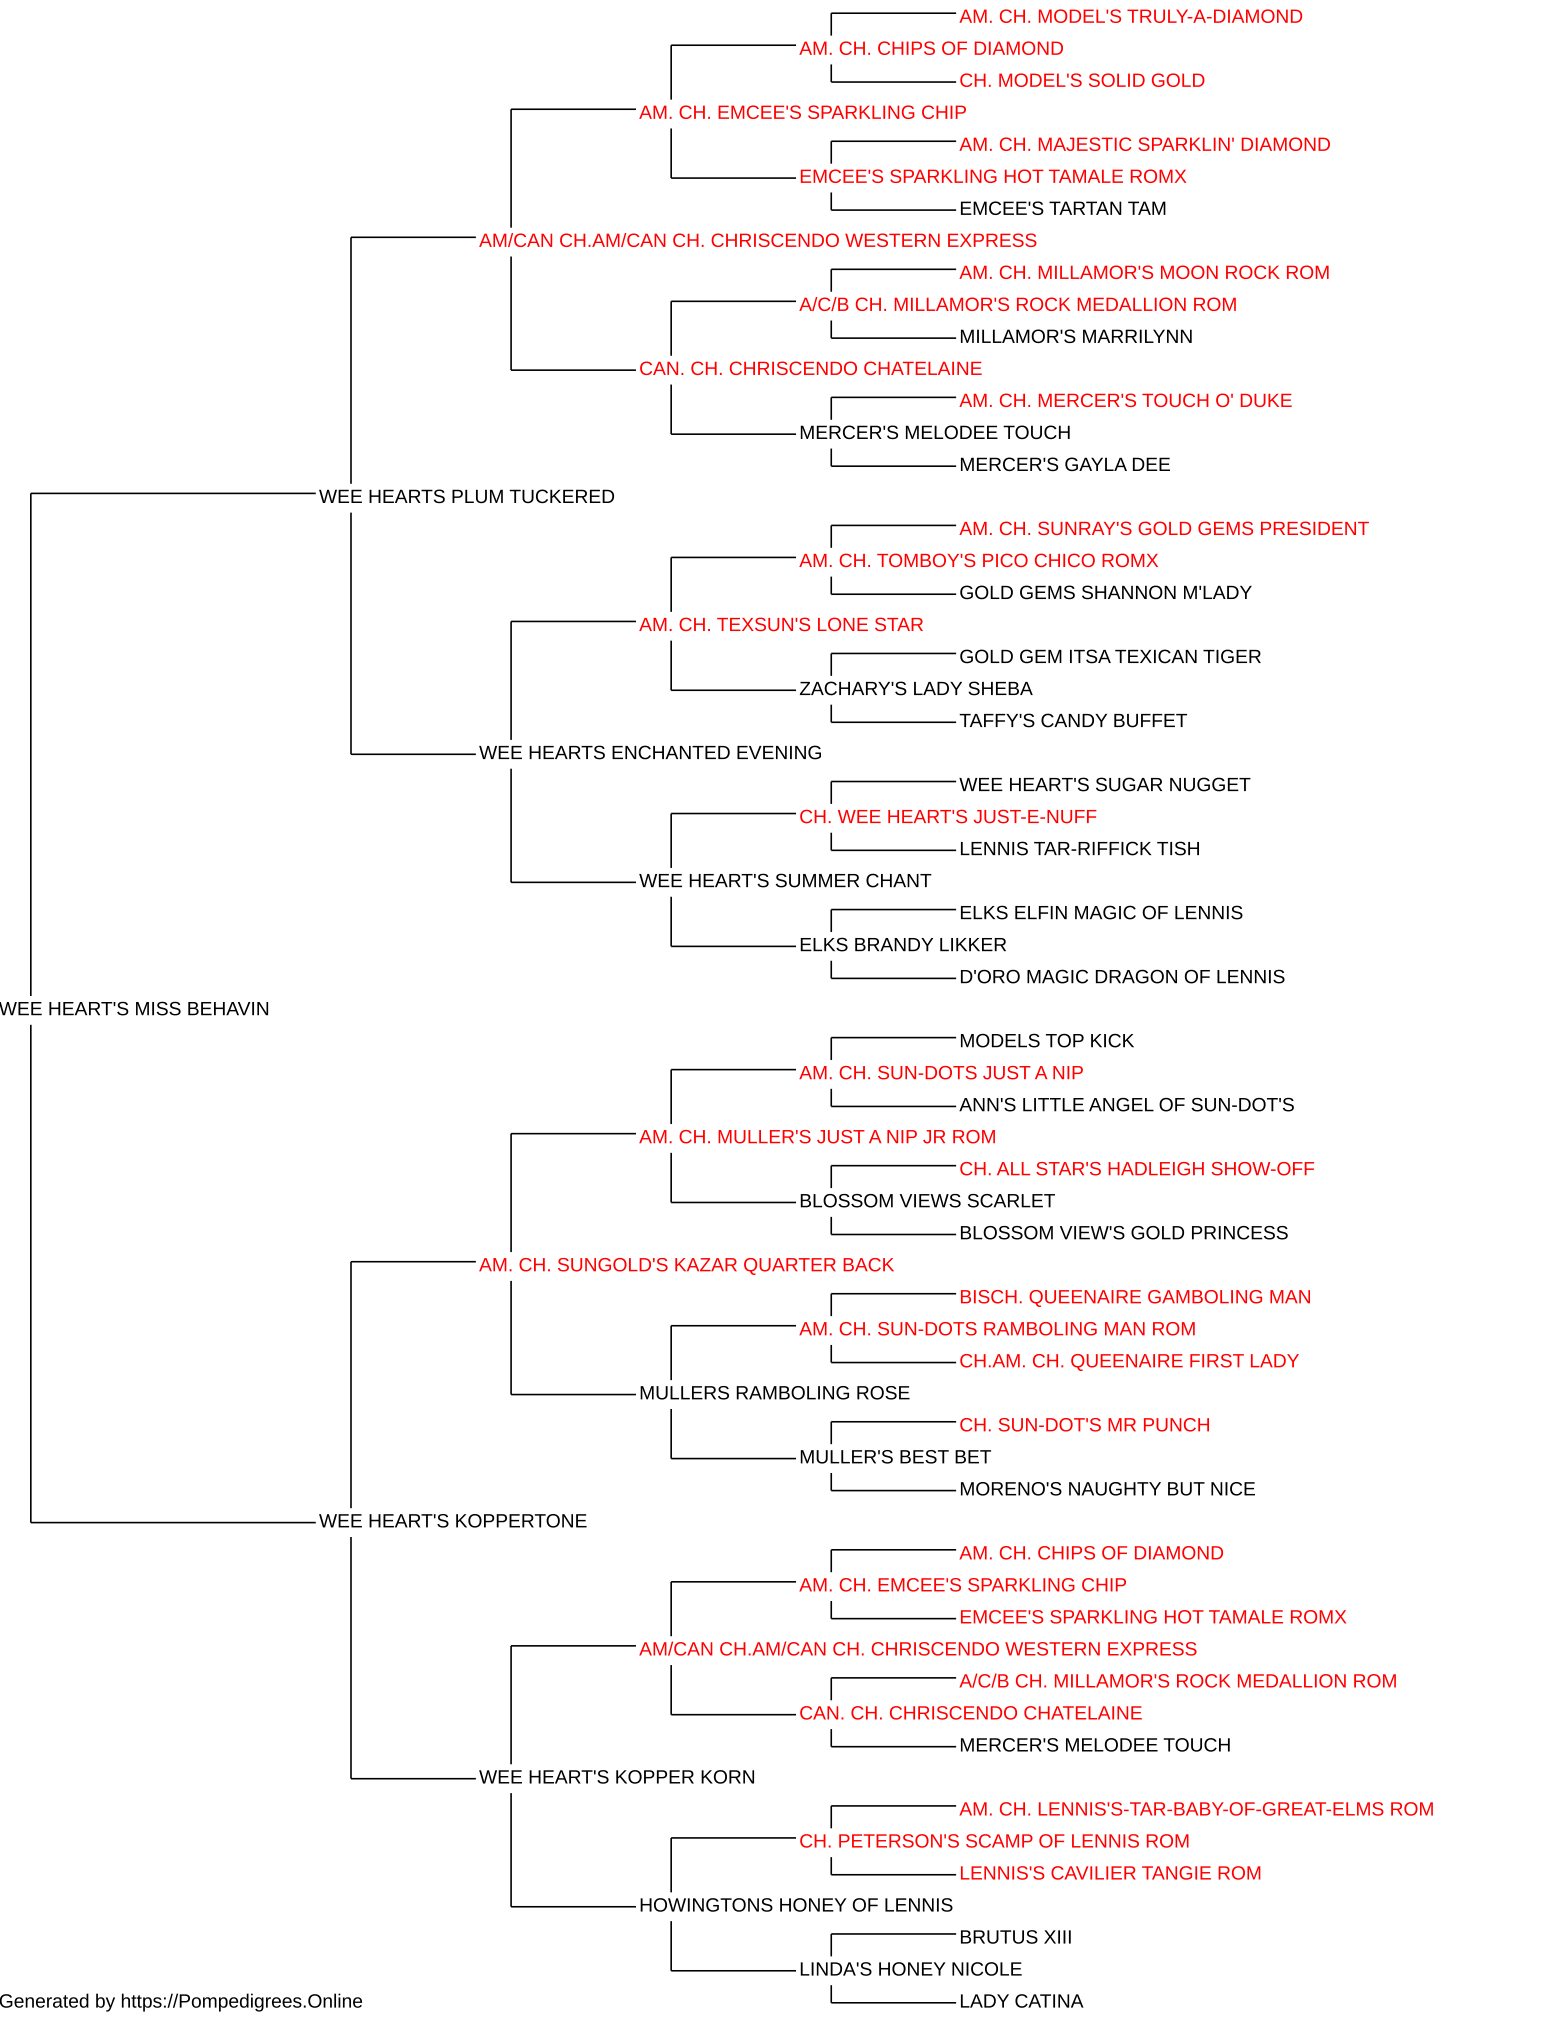 AM. CH. MODEL'S TRULY-A-DIAMOND
AM. CH. CHIPS OF DIAMOND
CH. MODEL'S SOLID GOLD
AM. CH. EMCEE'S SPARKLING CHIP
AM. CH. MAJESTIC SPARKLIN' DIAMOND
EMCEE'S SPARKLING HOT TAMALE ROMX
EMCEE'S TARTAN TAM
AM/CAN CH.AM/CAN CH. CHRISCENDO WESTERN EXPRESS
AM. CH. MILLAMOR'S MOON ROCK ROM
A/C/B CH. MILLAMOR'S ROCK MEDALLION ROM
MILLAMOR'S MARRILYNN
CAN. CH. CHRISCENDO CHATELAINE
AM. CH. MERCER'S TOUCH O' DUKE
MERCER'S MELODEE TOUCH
MERCER'S GAYLA DEE
WEE HEARTS PLUM TUCKERED
AM. CH. SUNRAY'S GOLD GEMS PRESIDENT
AM. CH. TOMBOY'S PICO CHICO ROMX
GOLD GEMS SHANNON M'LADY
AM. CH. TEXSUN'S LONE STAR
GOLD GEM ITSA TEXICAN TIGER
ZACHARY'S LADY SHEBA
TAFFY'S CANDY BUFFET
WEE HEARTS ENCHANTED EVENING
WEE HEART'S SUGAR NUGGET
CH. WEE HEART'S JUST-E-NUFF
LENNIS TAR-RIFFICK TISH
WEE HEART'S SUMMER CHANT
ELKS ELFIN MAGIC OF LENNIS
ELKS BRANDY LIKKER
D'ORO MAGIC DRAGON OF LENNIS
WEE HEART'S MISS BEHAVIN
MODELS TOP KICK
AM. CH. SUN-DOTS JUST A NIP
ANN'S LITTLE ANGEL OF SUN-DOT'S
AM. CH. MULLER'S JUST A NIP JR ROM
CH. ALL STAR'S HADLEIGH SHOW-OFF
BLOSSOM VIEWS SCARLET
BLOSSOM VIEW'S GOLD PRINCESS
AM. CH. SUNGOLD'S KAZAR QUARTER BACK
BISCH. QUEENAIRE GAMBOLING MAN
AM. CH. SUN-DOTS RAMBOLING MAN ROM
CH.AM. CH. QUEENAIRE FIRST LADY
MULLERS RAMBOLING ROSE
CH. SUN-DOT'S MR PUNCH
MULLER'S BEST BET
MORENO'S NAUGHTY BUT NICE
WEE HEART'S KOPPERTONE
AM. CH. CHIPS OF DIAMOND
AM. CH. EMCEE'S SPARKLING CHIP
EMCEE'S SPARKLING HOT TAMALE ROMX
AM/CAN CH.AM/CAN CH. CHRISCENDO WESTERN EXPRESS
A/C/B CH. MILLAMOR'S ROCK MEDALLION ROM
CAN. CH. CHRISCENDO CHATELAINE
MERCER'S MELODEE TOUCH
WEE HEART'S KOPPER KORN
AM. CH. LENNIS'S-TAR-BABY-OF-GREAT-ELMS ROM
CH. PETERSON'S SCAMP OF LENNIS ROM
LENNIS'S CAVILIER TANGIE ROM
HOWINGTONS HONEY OF LENNIS
BRUTUS XIII
LINDA'S HONEY NICOLE
LADY CATINA
Generated by https://Pompedigrees.Online